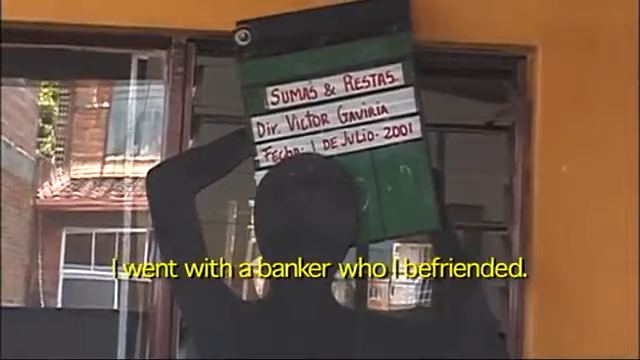 SUMAS & RESTAS
Dir. VICTOR GAVIRIA
Fecha: 1 DE JULIO - 2001
I went with a banker who I befriended.